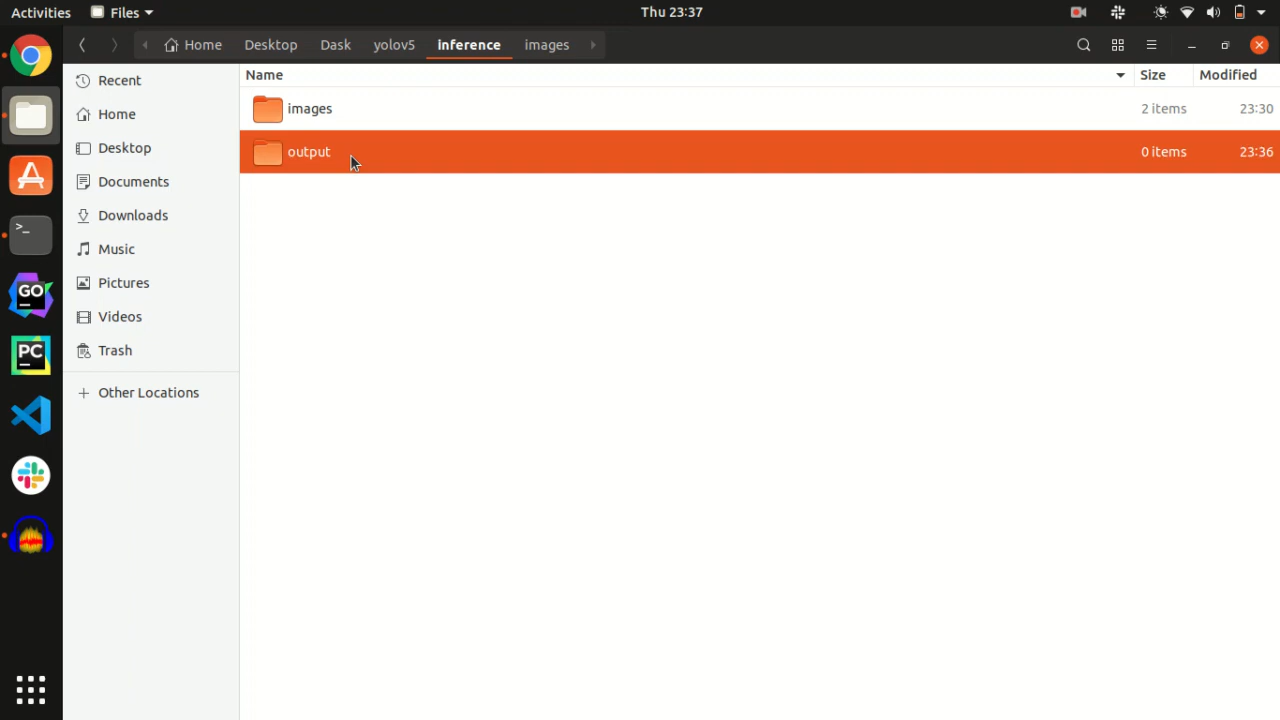 Activities Files Thu 23:37
Home Desktop Dask yolov5 inference images
Recent
Home
Desktop
Documents
Downloads
Music
Pictures
Videos
Trash
Other Locations
Name Size Modified
images 2 items 23:30
output 0 items 23:36
>_
GO
PC